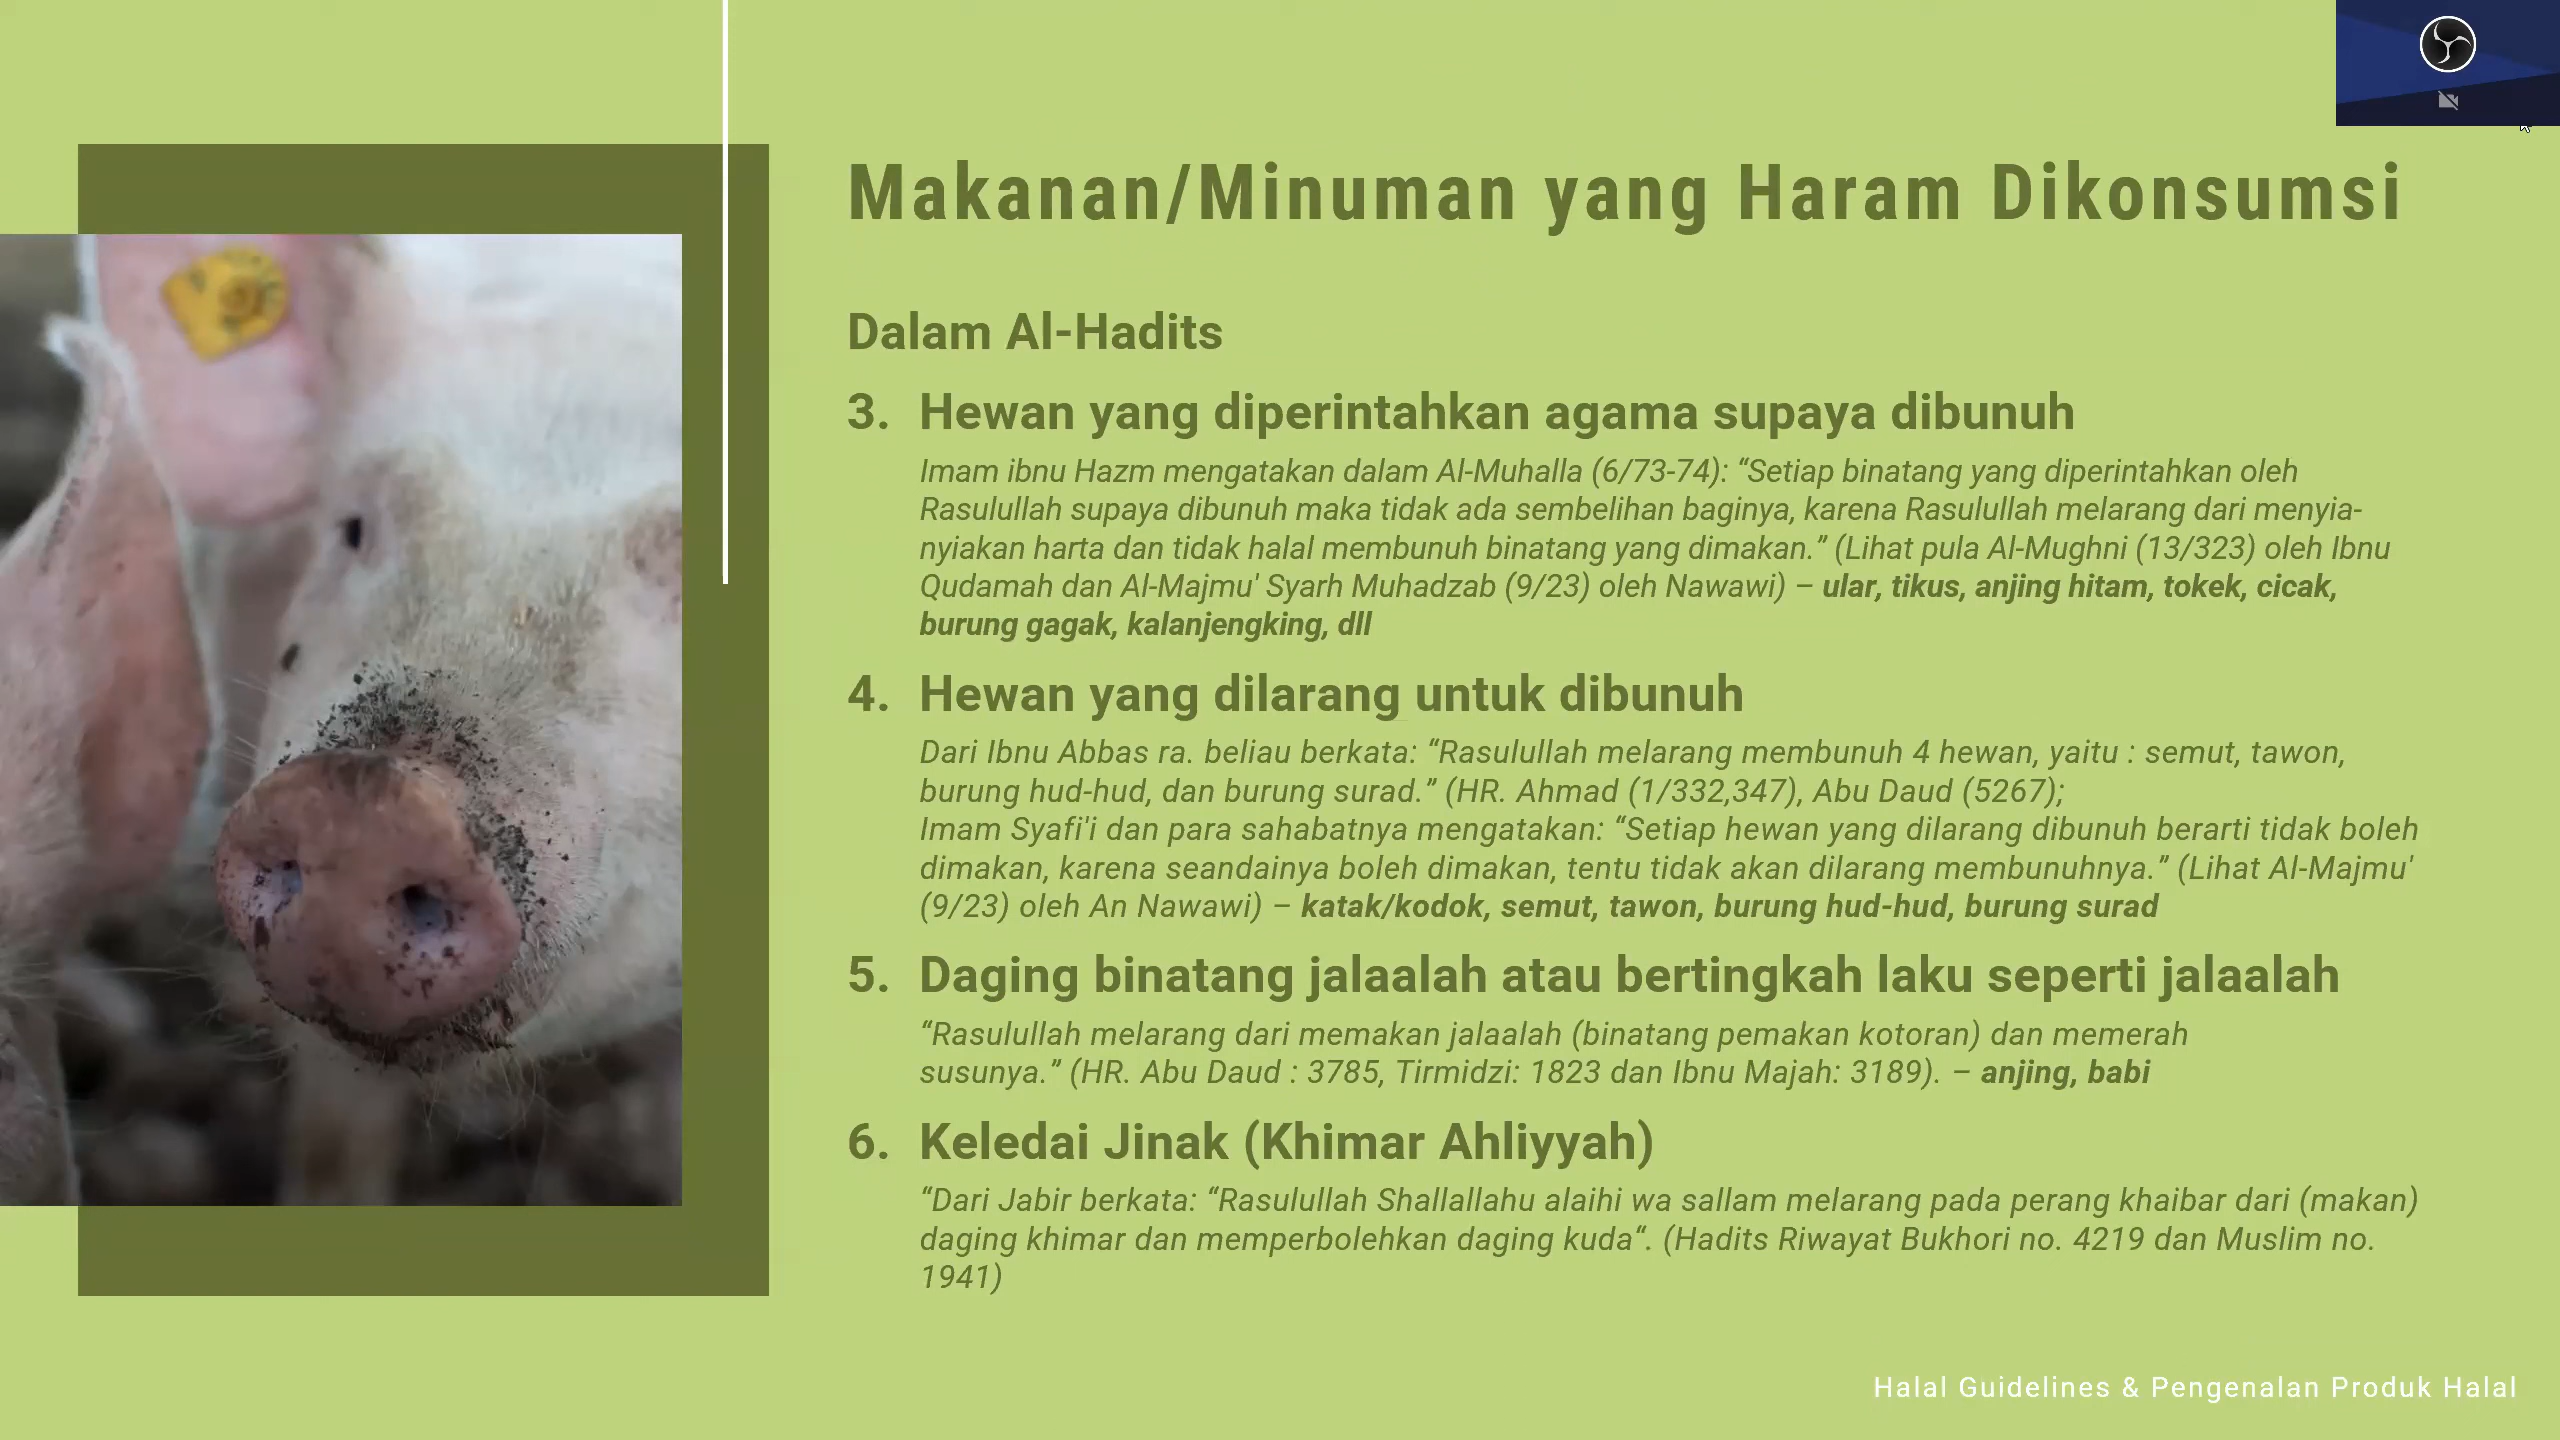 Makanan/Minuman yang Haram Dikonsumsi
Dalam Al-Hadits
3. Hewan yang diperintahkan agama supaya dibunuh
Imam ibnu Hazm mengatakan dalam Al-Muhalla (6/73-74): “Setiap binatang yang diperintahkan oleh
Rasulullah supaya dibunuh maka tidak ada sembelihan baginya, karena Rasulullah melarang dari menyia-
nyiakan harta dan tidak halal membunuh binatang yang dimakan.” (Lihat pula Al-Mughni (13/323) oleh Ibnu
Qudamah dan Al-Majmu' Syarh Muhadzab (9/23) oleh Nawawi) – ular, tikus, anjing hitam, tokek, cicak,
burung gagak, kalanjengking, dll
4. Hewan yang dilarang untuk dibunuh
Dari Ibnu Abbas ra. beliau berkata: “Rasulullah melarang membunuh 4 hewan, yaitu : semut, tawon,
burung hud-hud, dan burung surad.” (HR. Ahmad (1/332,347), Abu Daud (5267);
Imam Syafi'i dan para sahabatnya mengatakan: “Setiap hewan yang dilarang dibunuh berarti tidak boleh
dimakan, karena seandainya boleh dimakan, tentu tidak akan dilarang membunuhnya.” (Lihat Al-Majmu'
(9/23) oleh An Nawawi) – katak/kodok, semut, tawon, burung hud-hud, burung surad
5. Daging binatang jalaalah atau bertingkah laku seperti jalaalah
“Rasulullah melarang dari memakan jalaalah (binatang pemakan kotoran) dan memerah
susunya.” (HR. Abu Daud : 3785, Tirmidzi: 1823 dan Ibnu Majah: 3189). – anjing, babi
6. Keledai Jinak (Khimar Ahliyyah)
“Dari Jabir berkata: “Rasulullah Shallallahu alaihi wa sallam melarang pada perang khaibar dari (makan)
daging khimar dan memperbolehkan daging kuda“. (Hadits Riwayat Bukhori no. 4219 dan Muslim no.
1941)
Halal Guidelines & Pengenalan Produk Halal